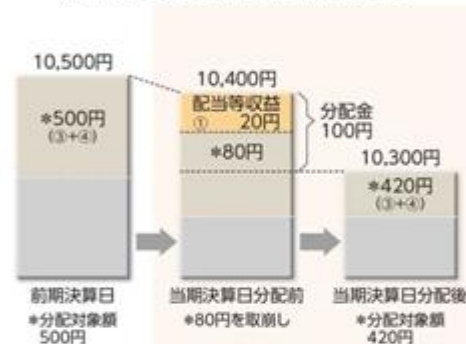 10,500円
*500円
(③+④)
10,400円
配当等収益
① 20円
*80円
分配金
100円
10,300円
*420円
(③+④)
前期決算日
*分配対象額
500円
当期決算日分配前
*80円を取崩し
当期決算日分配後
*分配対象額
420円